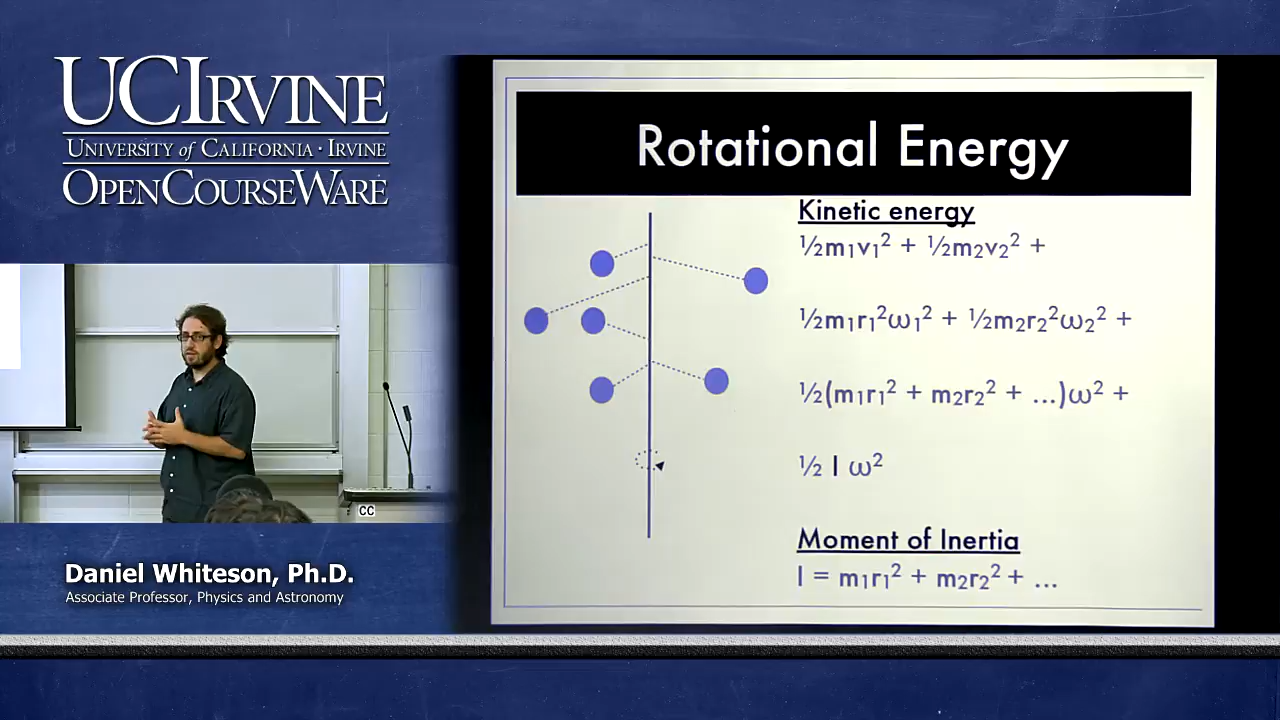 UCIRVINE
UNIVERSITY of CALIFORNIA · IRVINE
OPENCOURSEWARE
CC
Daniel Whiteson, Ph.D.
Associate Professor, Physics and Astronomy
Rotational Energy
Kinetic energy
½m₁v₁² + ½m₂v₂² +
½m₁r₁²ω₁² + ½m₂r₂²ω₂² +
½(m₁r₁² + m₂r₂² + ...)ω² +
½ I ω²
Moment of Inertia
I = m₁r₁² + m₂r₂² + ...